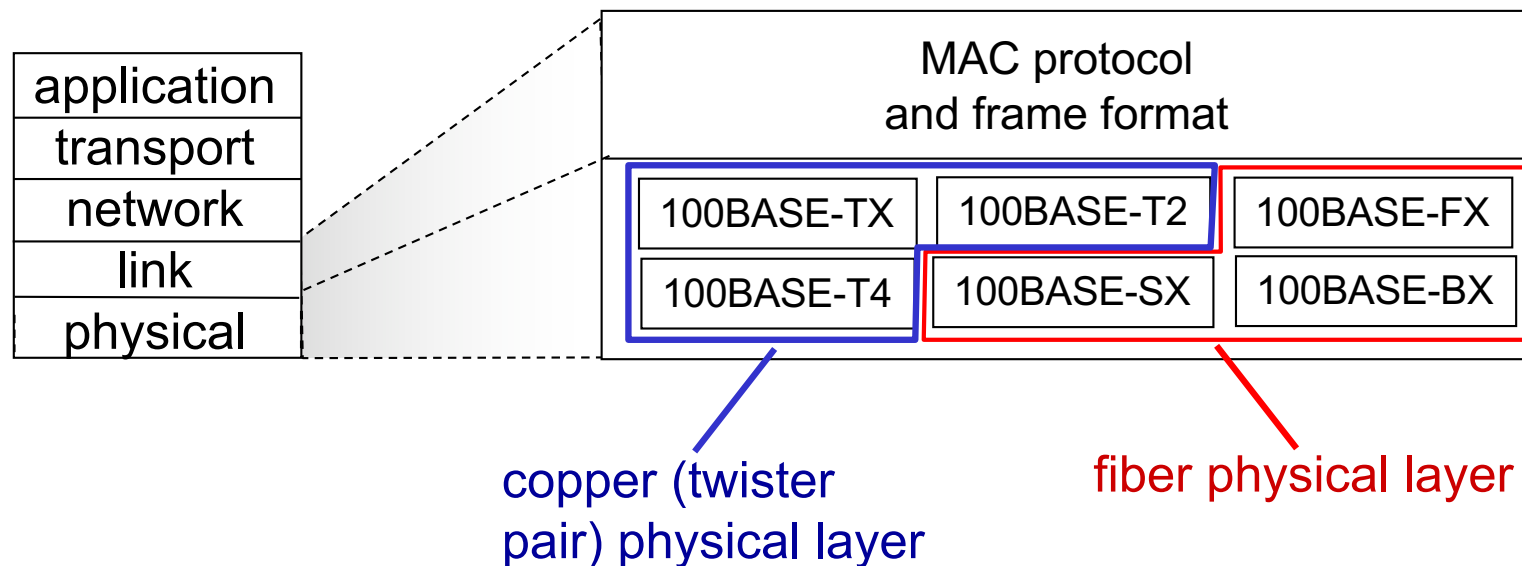 application
transport
network
link
physical
MAC protocol
and frame format
100BASE-TX
100BASE-T2
100BASE-FX
100BASE-T4
100BASE-SX
100BASE-BX
copper (twister
pair) physical layer
fiber physical layer